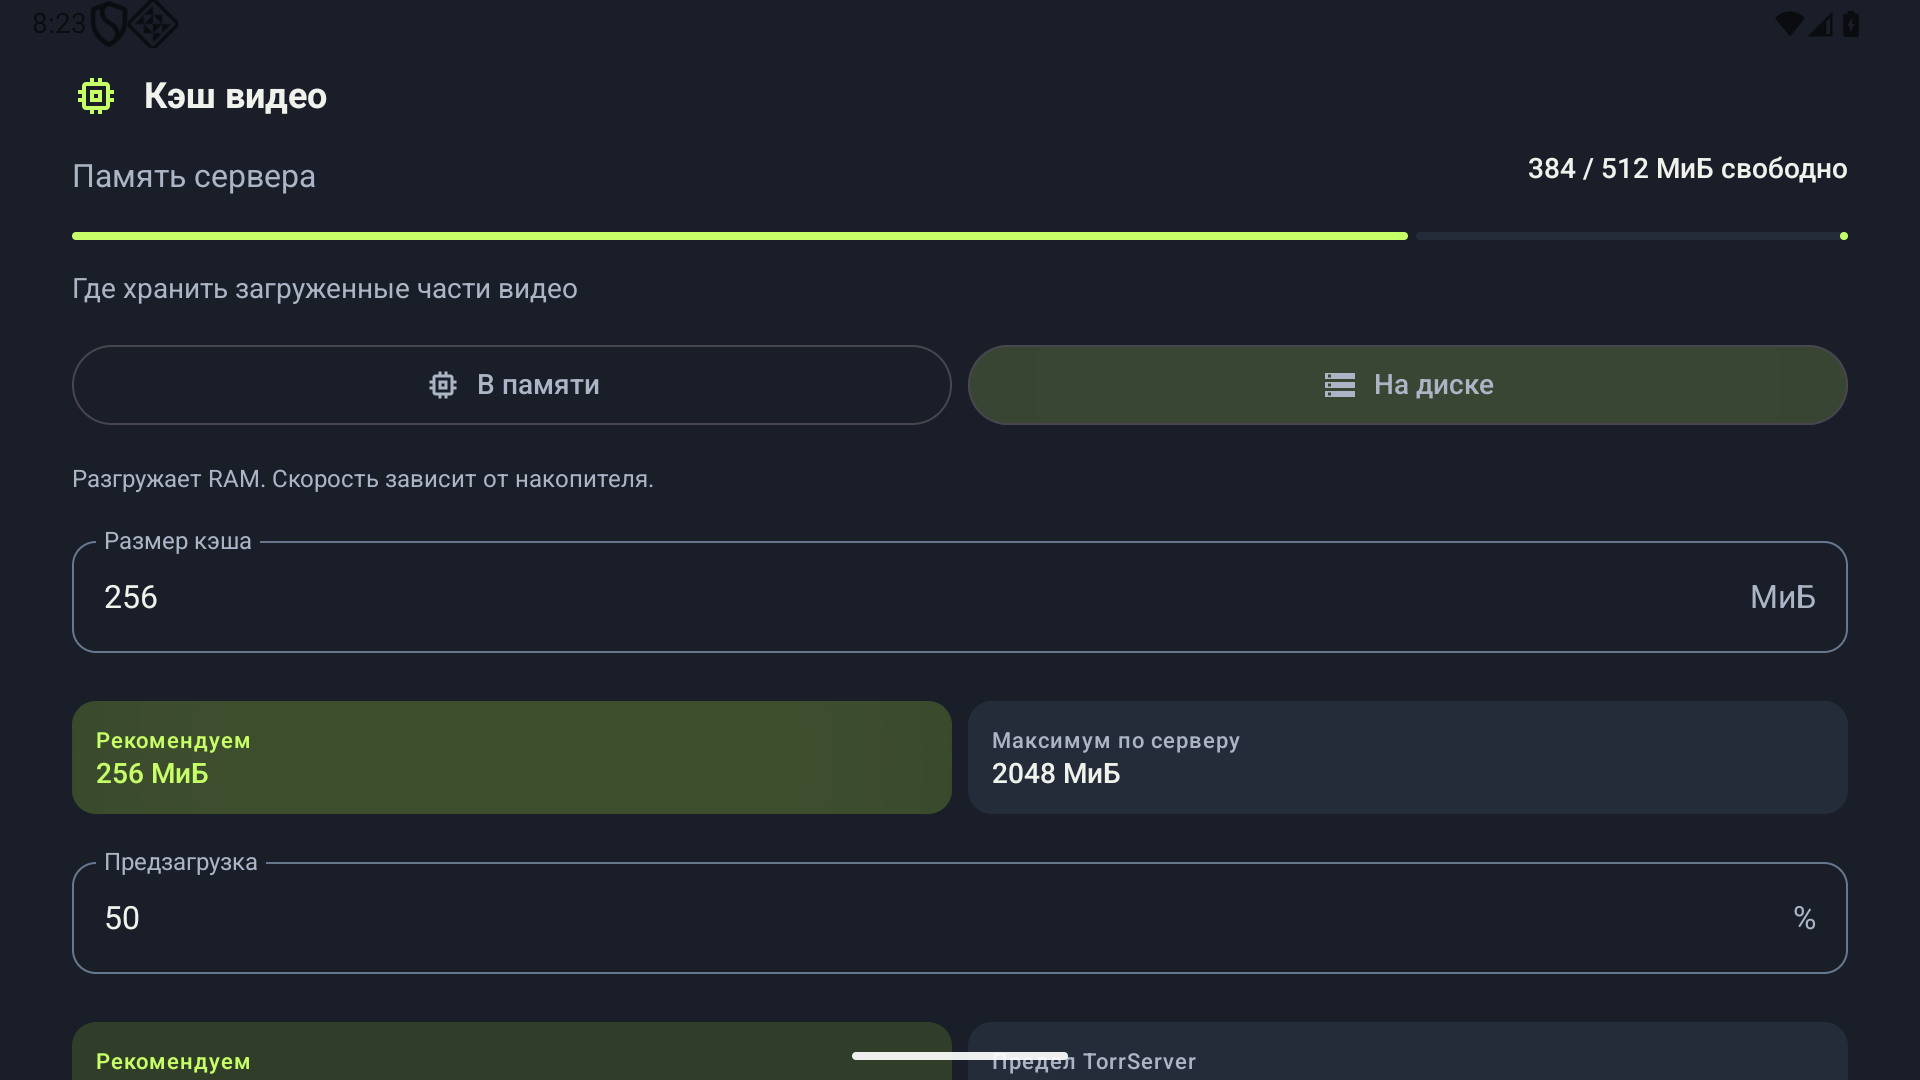 8:23
Кэш видео
Память сервера
384 / 512 МиБ свободно
Где хранить загруженные части видео
В памяти
На диске
Разгружает RAM. Скорость зависит от накопителя.
Размер кэша
256
МиБ
Рекомендуем
256 МиБ
Максимум по серверу
2048 МиБ
Предзагрузка
50
%
Рекомендуем
Предел TorrServer